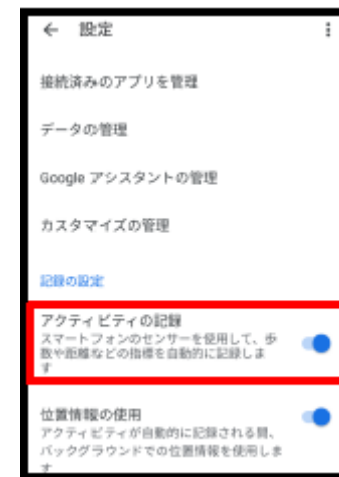 ← 設定
接続済みのアプリを管理
データの管理
Google アシスタントの管理
カスタマイズの管理
記録の設定
アクティビティの記録
スマートフォンのセンサーを使用して、歩
数や距離などの指標を自動的に記録しま
す
位置情報の使用
アクティビティが自動的に記録される間、
バックグラウンドでの位置情報を使用しま
す